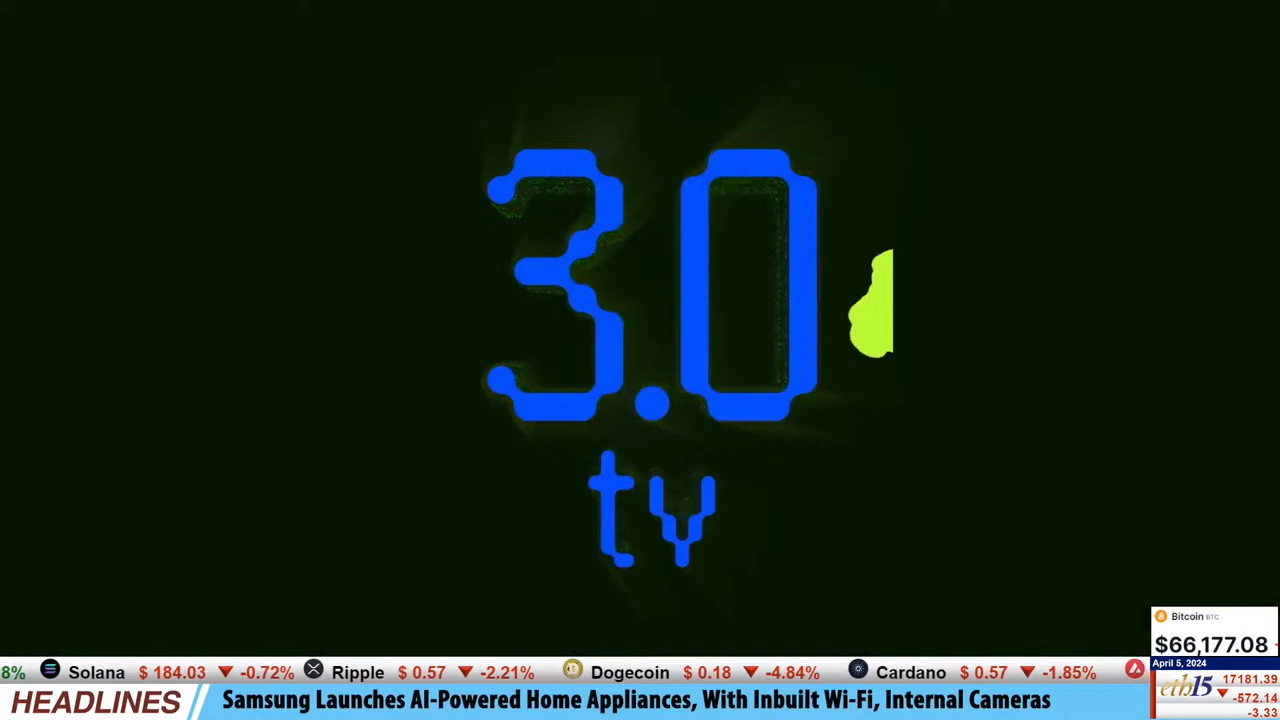 3.0
tv
Bitcoin BTC
$66,177.08
April 5, 2024
8% Solana $ 184.03 -0.72% Ripple $ 0.57 -2.21% Dogecoin $ 0.18 -4.84% Cardano $ 0.57 -1.85%
eth15 17181.39
-572.14
-3.33
HEADLINES Samsung Launches AI-Powered Home Appliances, With Inbuilt Wi-Fi, Internal Cameras